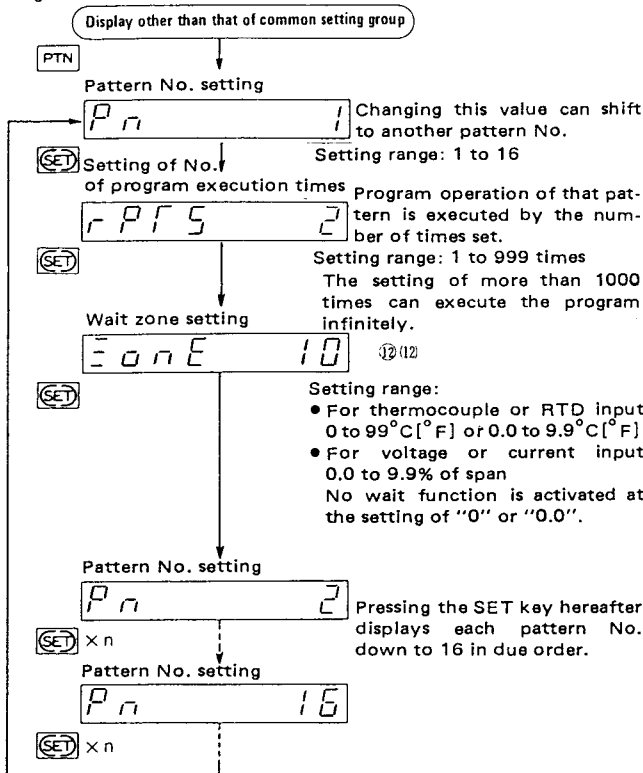 Display other than that of common setting group
PTN
Pattern No. setting
Pn 1
Changing this value can shift
to another pattern No.
Setting range: 1 to 16
SET
Setting of No.
of program execution times
rPTS 2
Program operation of that pat-
tern is executed by the num-
ber of times set.
SET
Setting range: 1 to 999 times
The setting of more than 1000
times can execute the program
infinitely.
Wait zone setting
ZonE 10
⑫(12)
SET
Setting range:
● For thermocouple or RTD input
0 to 99°C[°F] or 0.0 to 9.9°C[°F]
● For voltage or current input
0.0 to 9.9% of span
No wait function is activated at
the setting of "0" or "0.0".
Pattern No. setting
Pn 2
Pressing the SET key hereafter
displays each pattern No.
down to 16 in due order.
SET × n
Pattern No. setting
Pn 16
SET × n